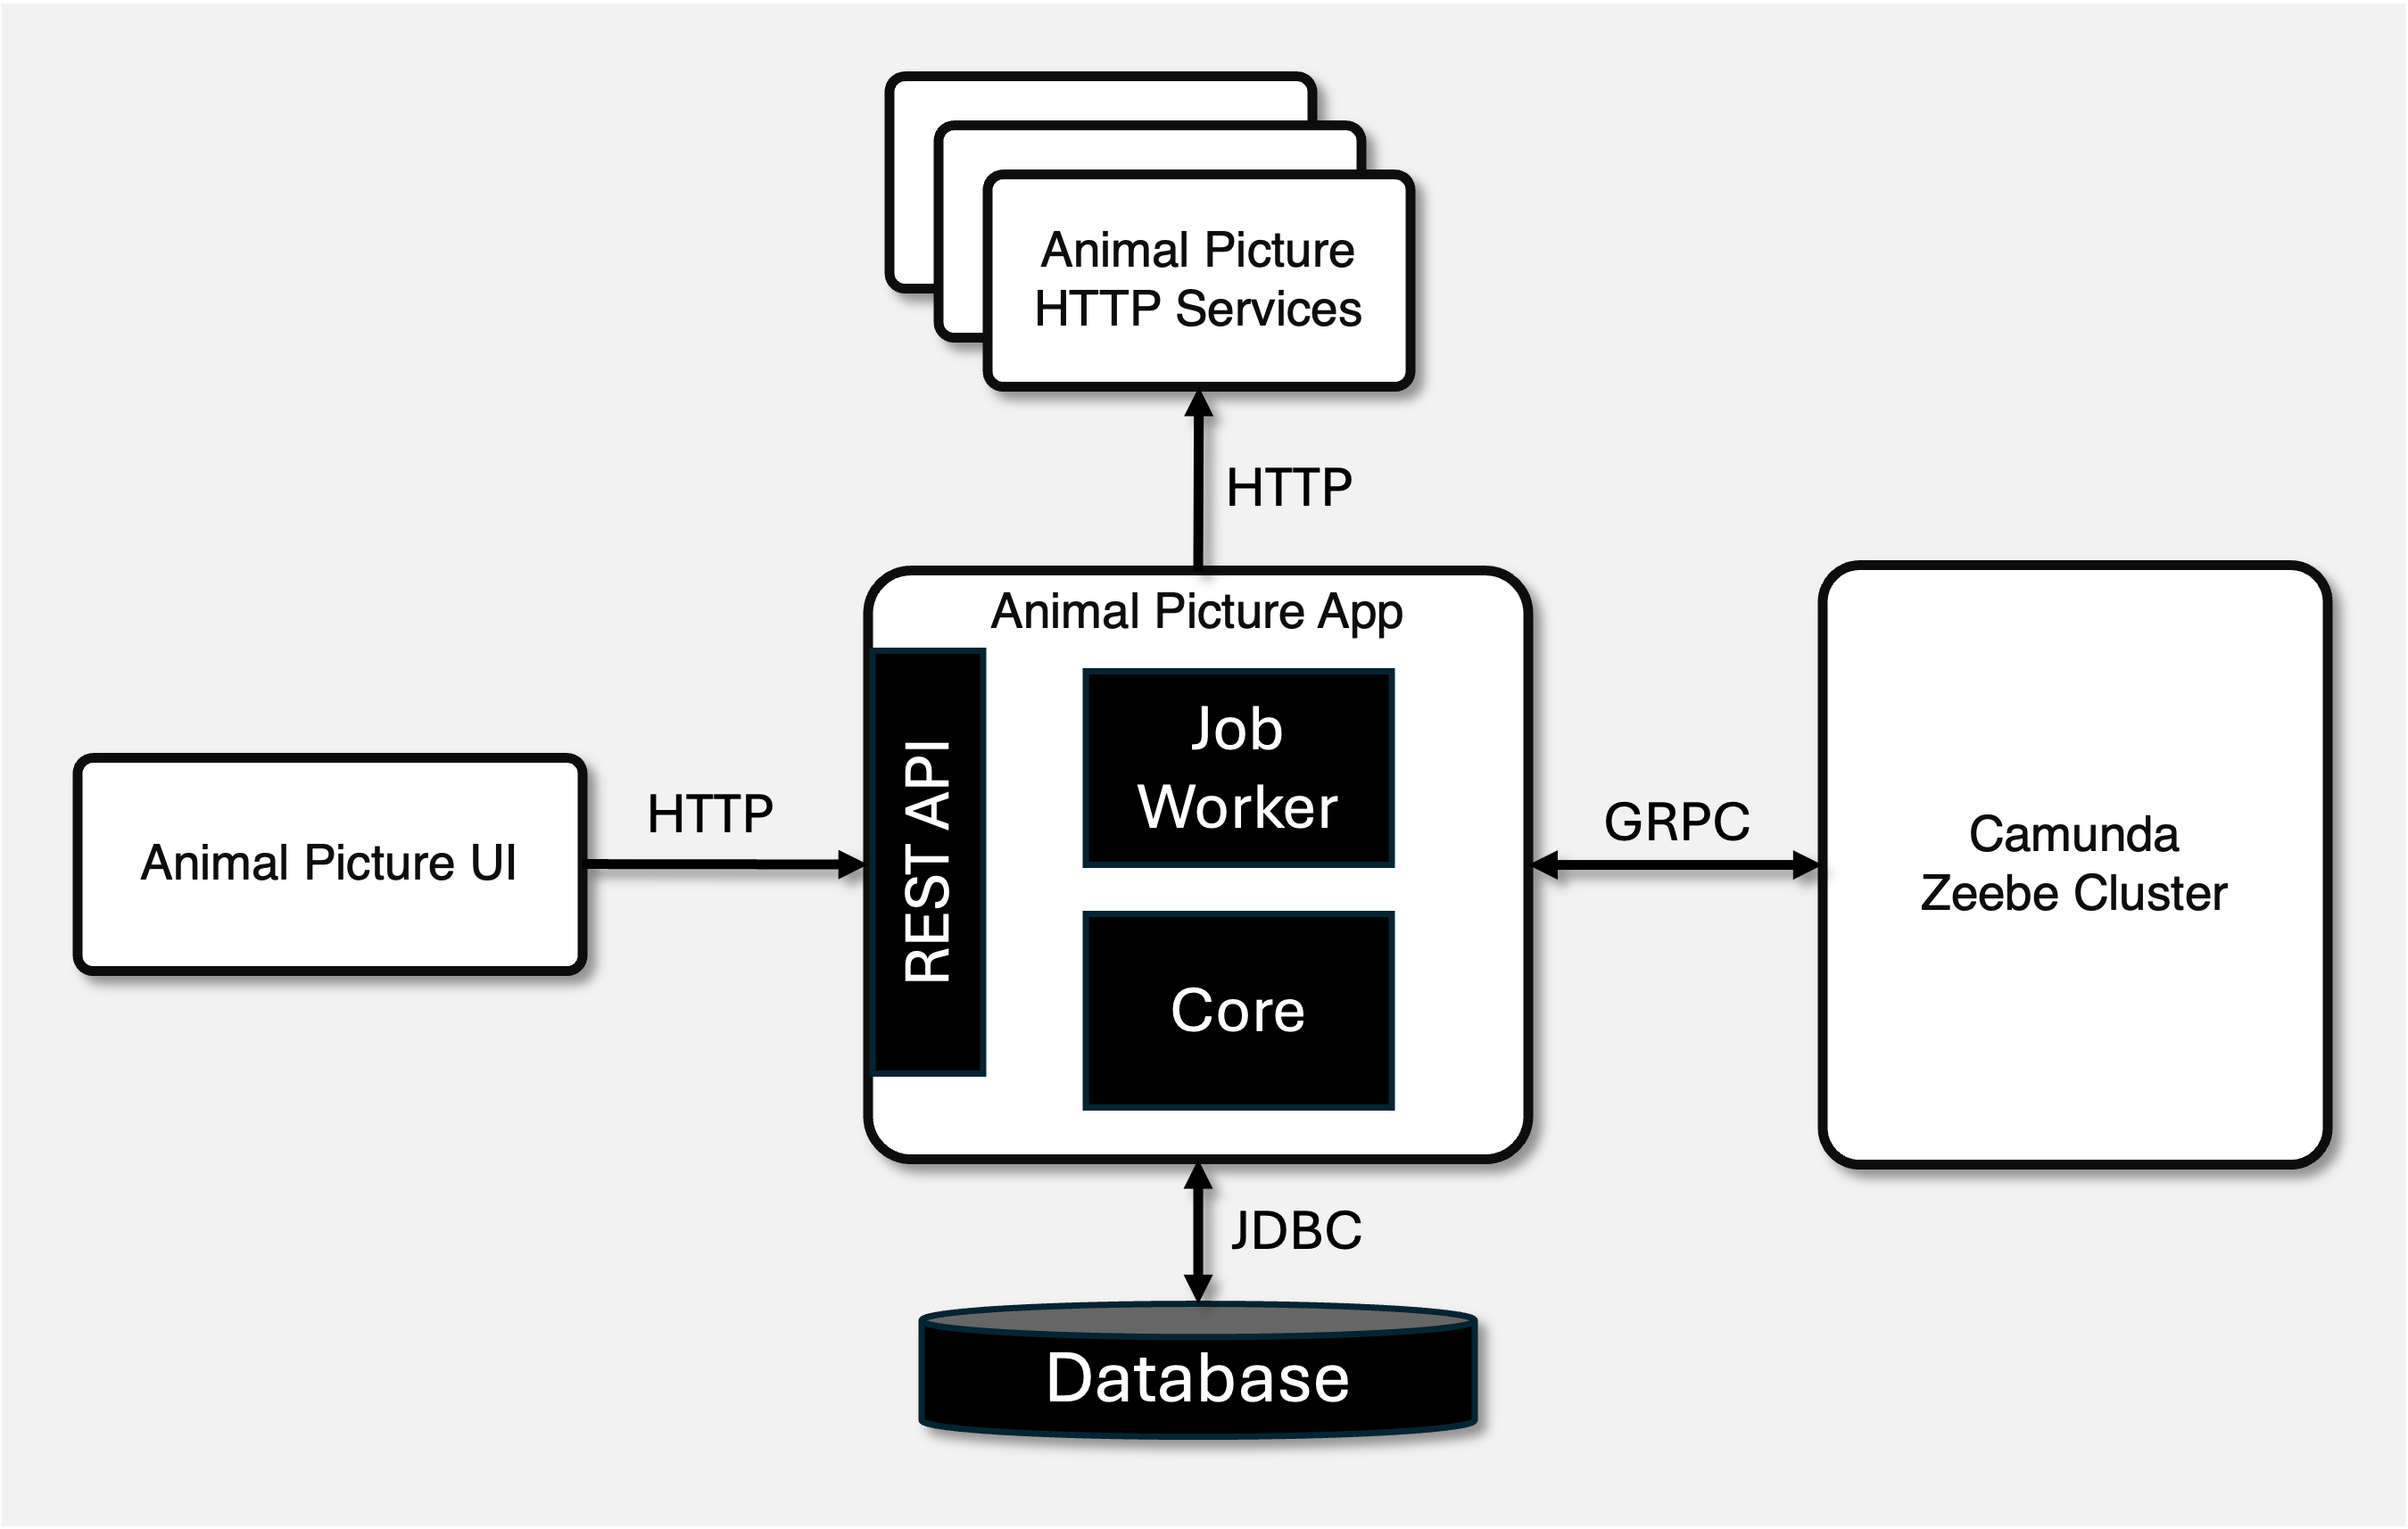 Animal Picture
HTTP Services
HTTP
Animal Picture App
REST API
Job
Worker
Core
Animal Picture UI
HTTP
GRPC
Camunda
Zeebe Cluster
JDBC
Database